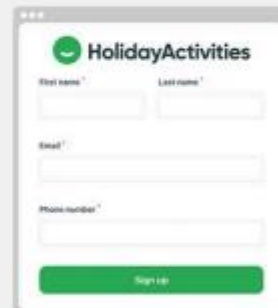 HolidayActivities
First name * Last name *
Email *
Phone number *
Sign up